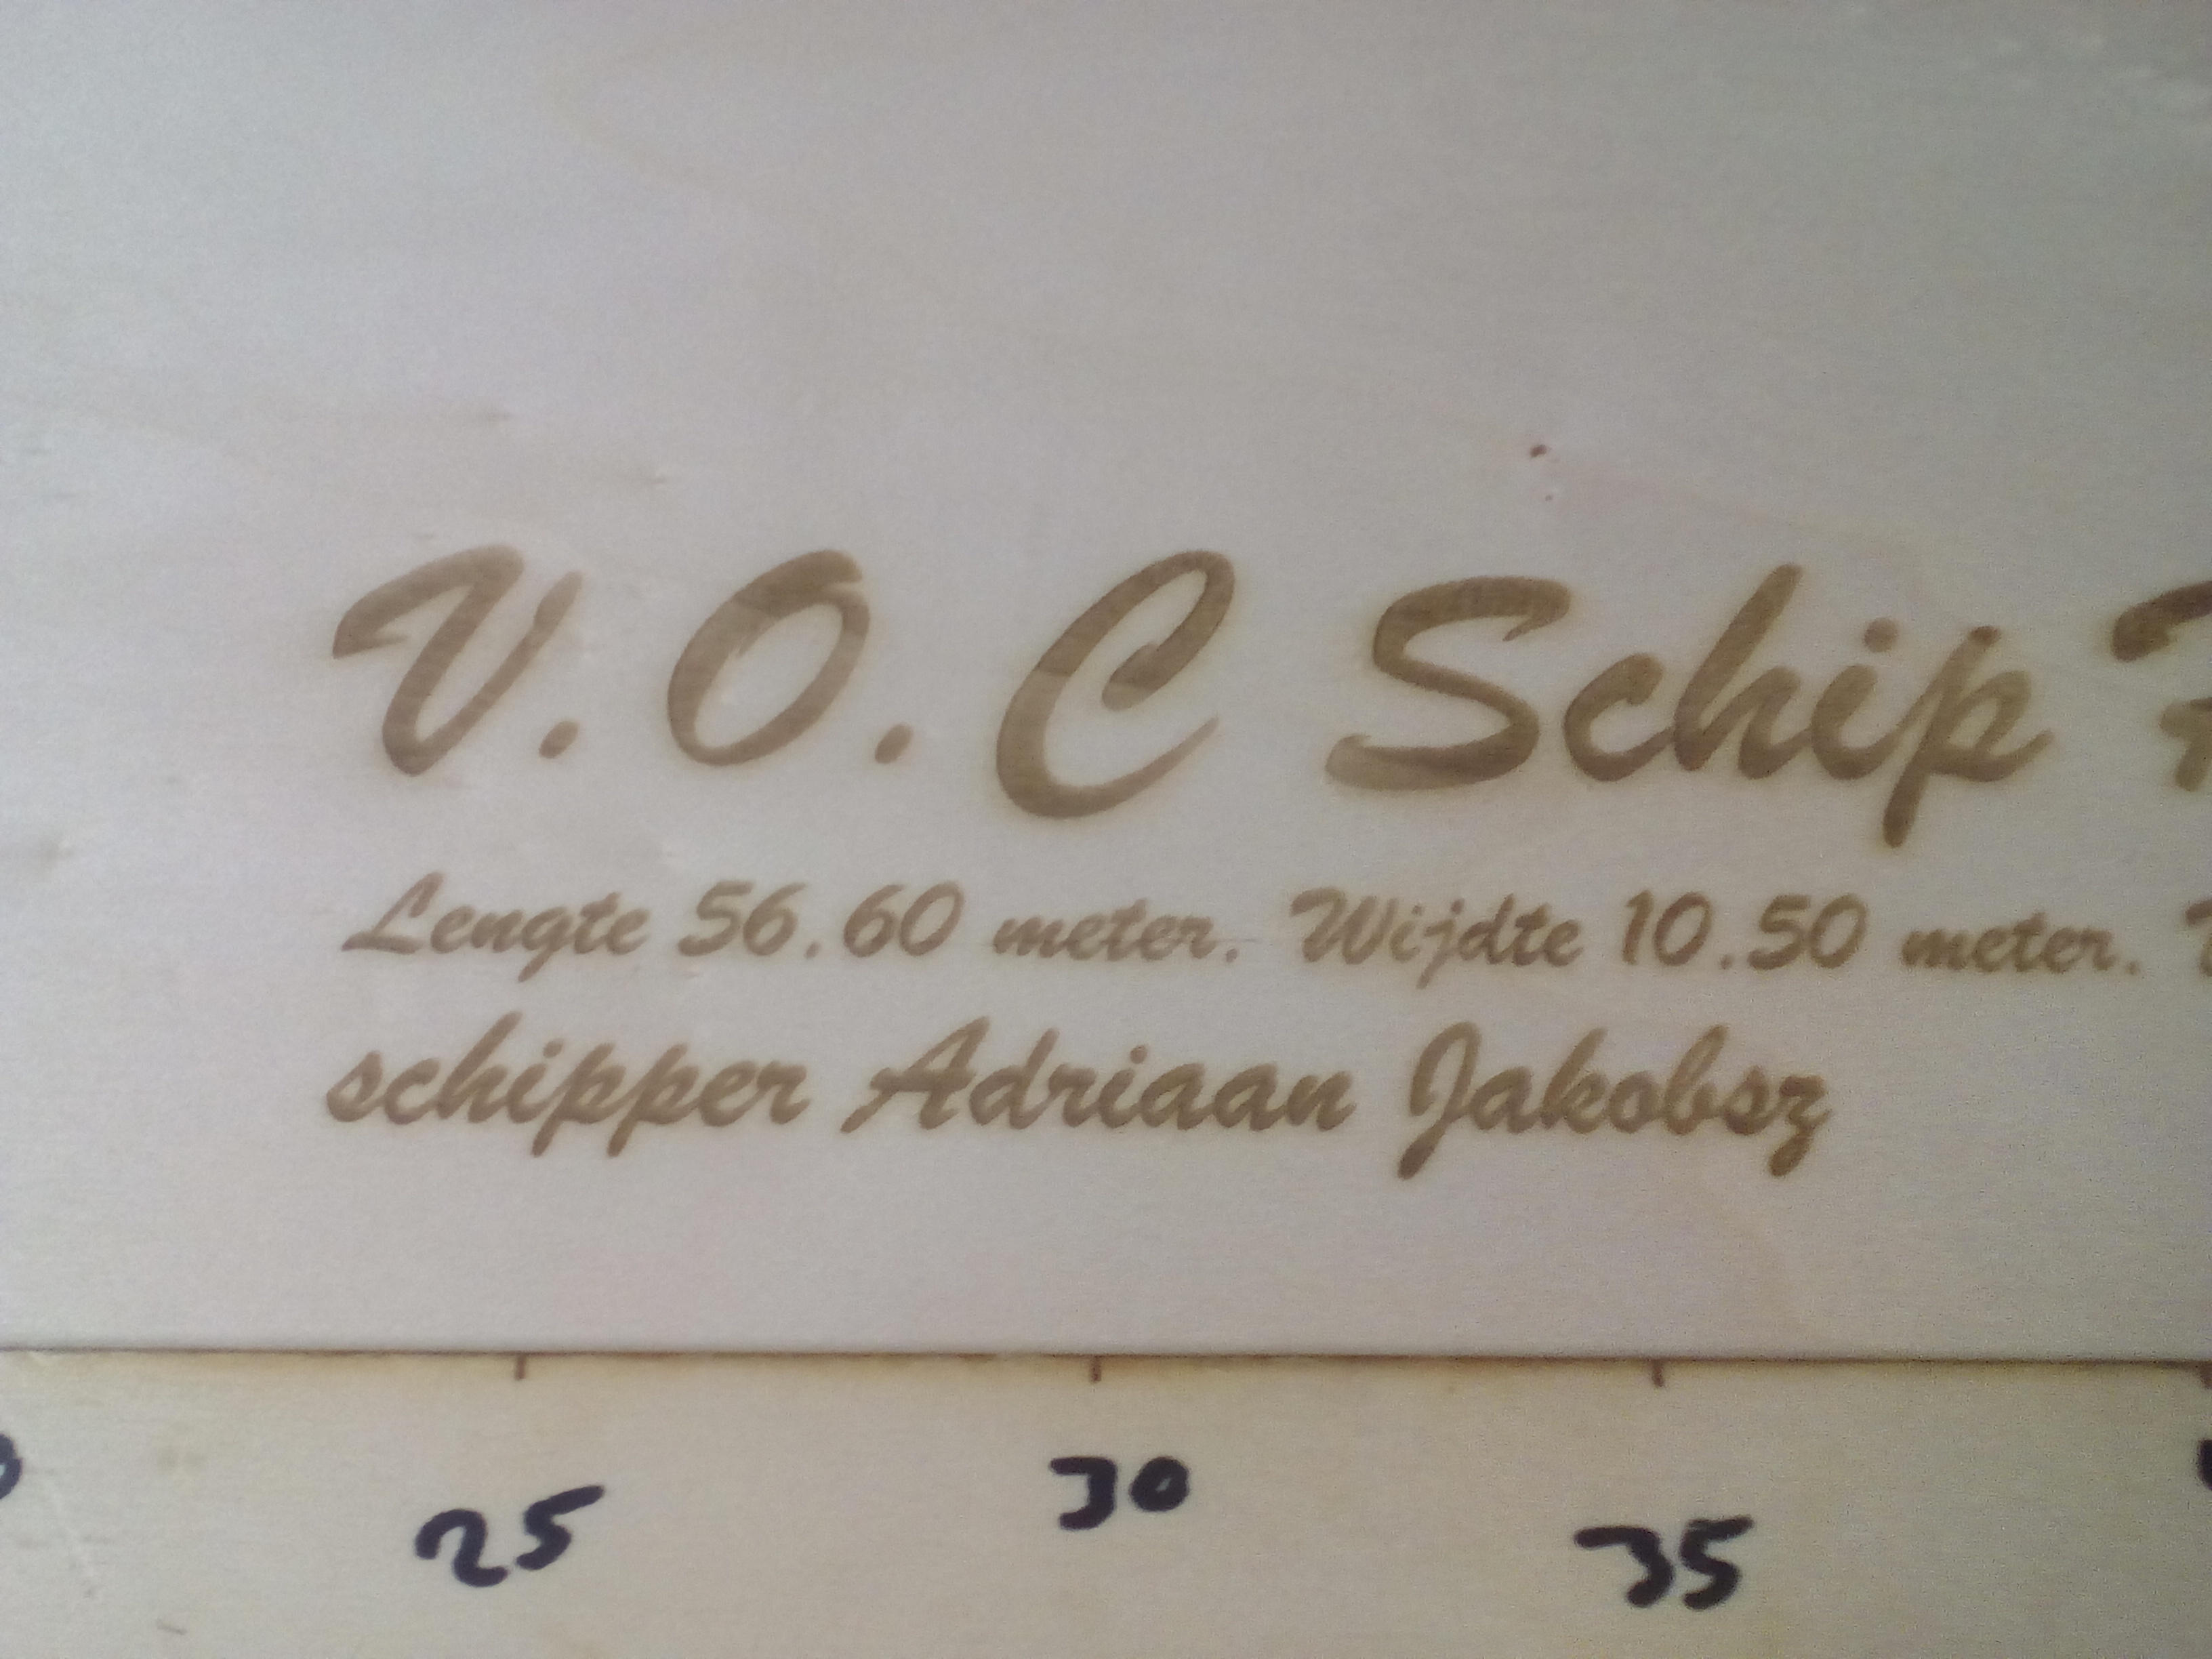 V.O.C Schip
Lengte 56.60 meter. Wijdte 10.50 meter.
schipper Adriaan Jakobsz
25 30 35